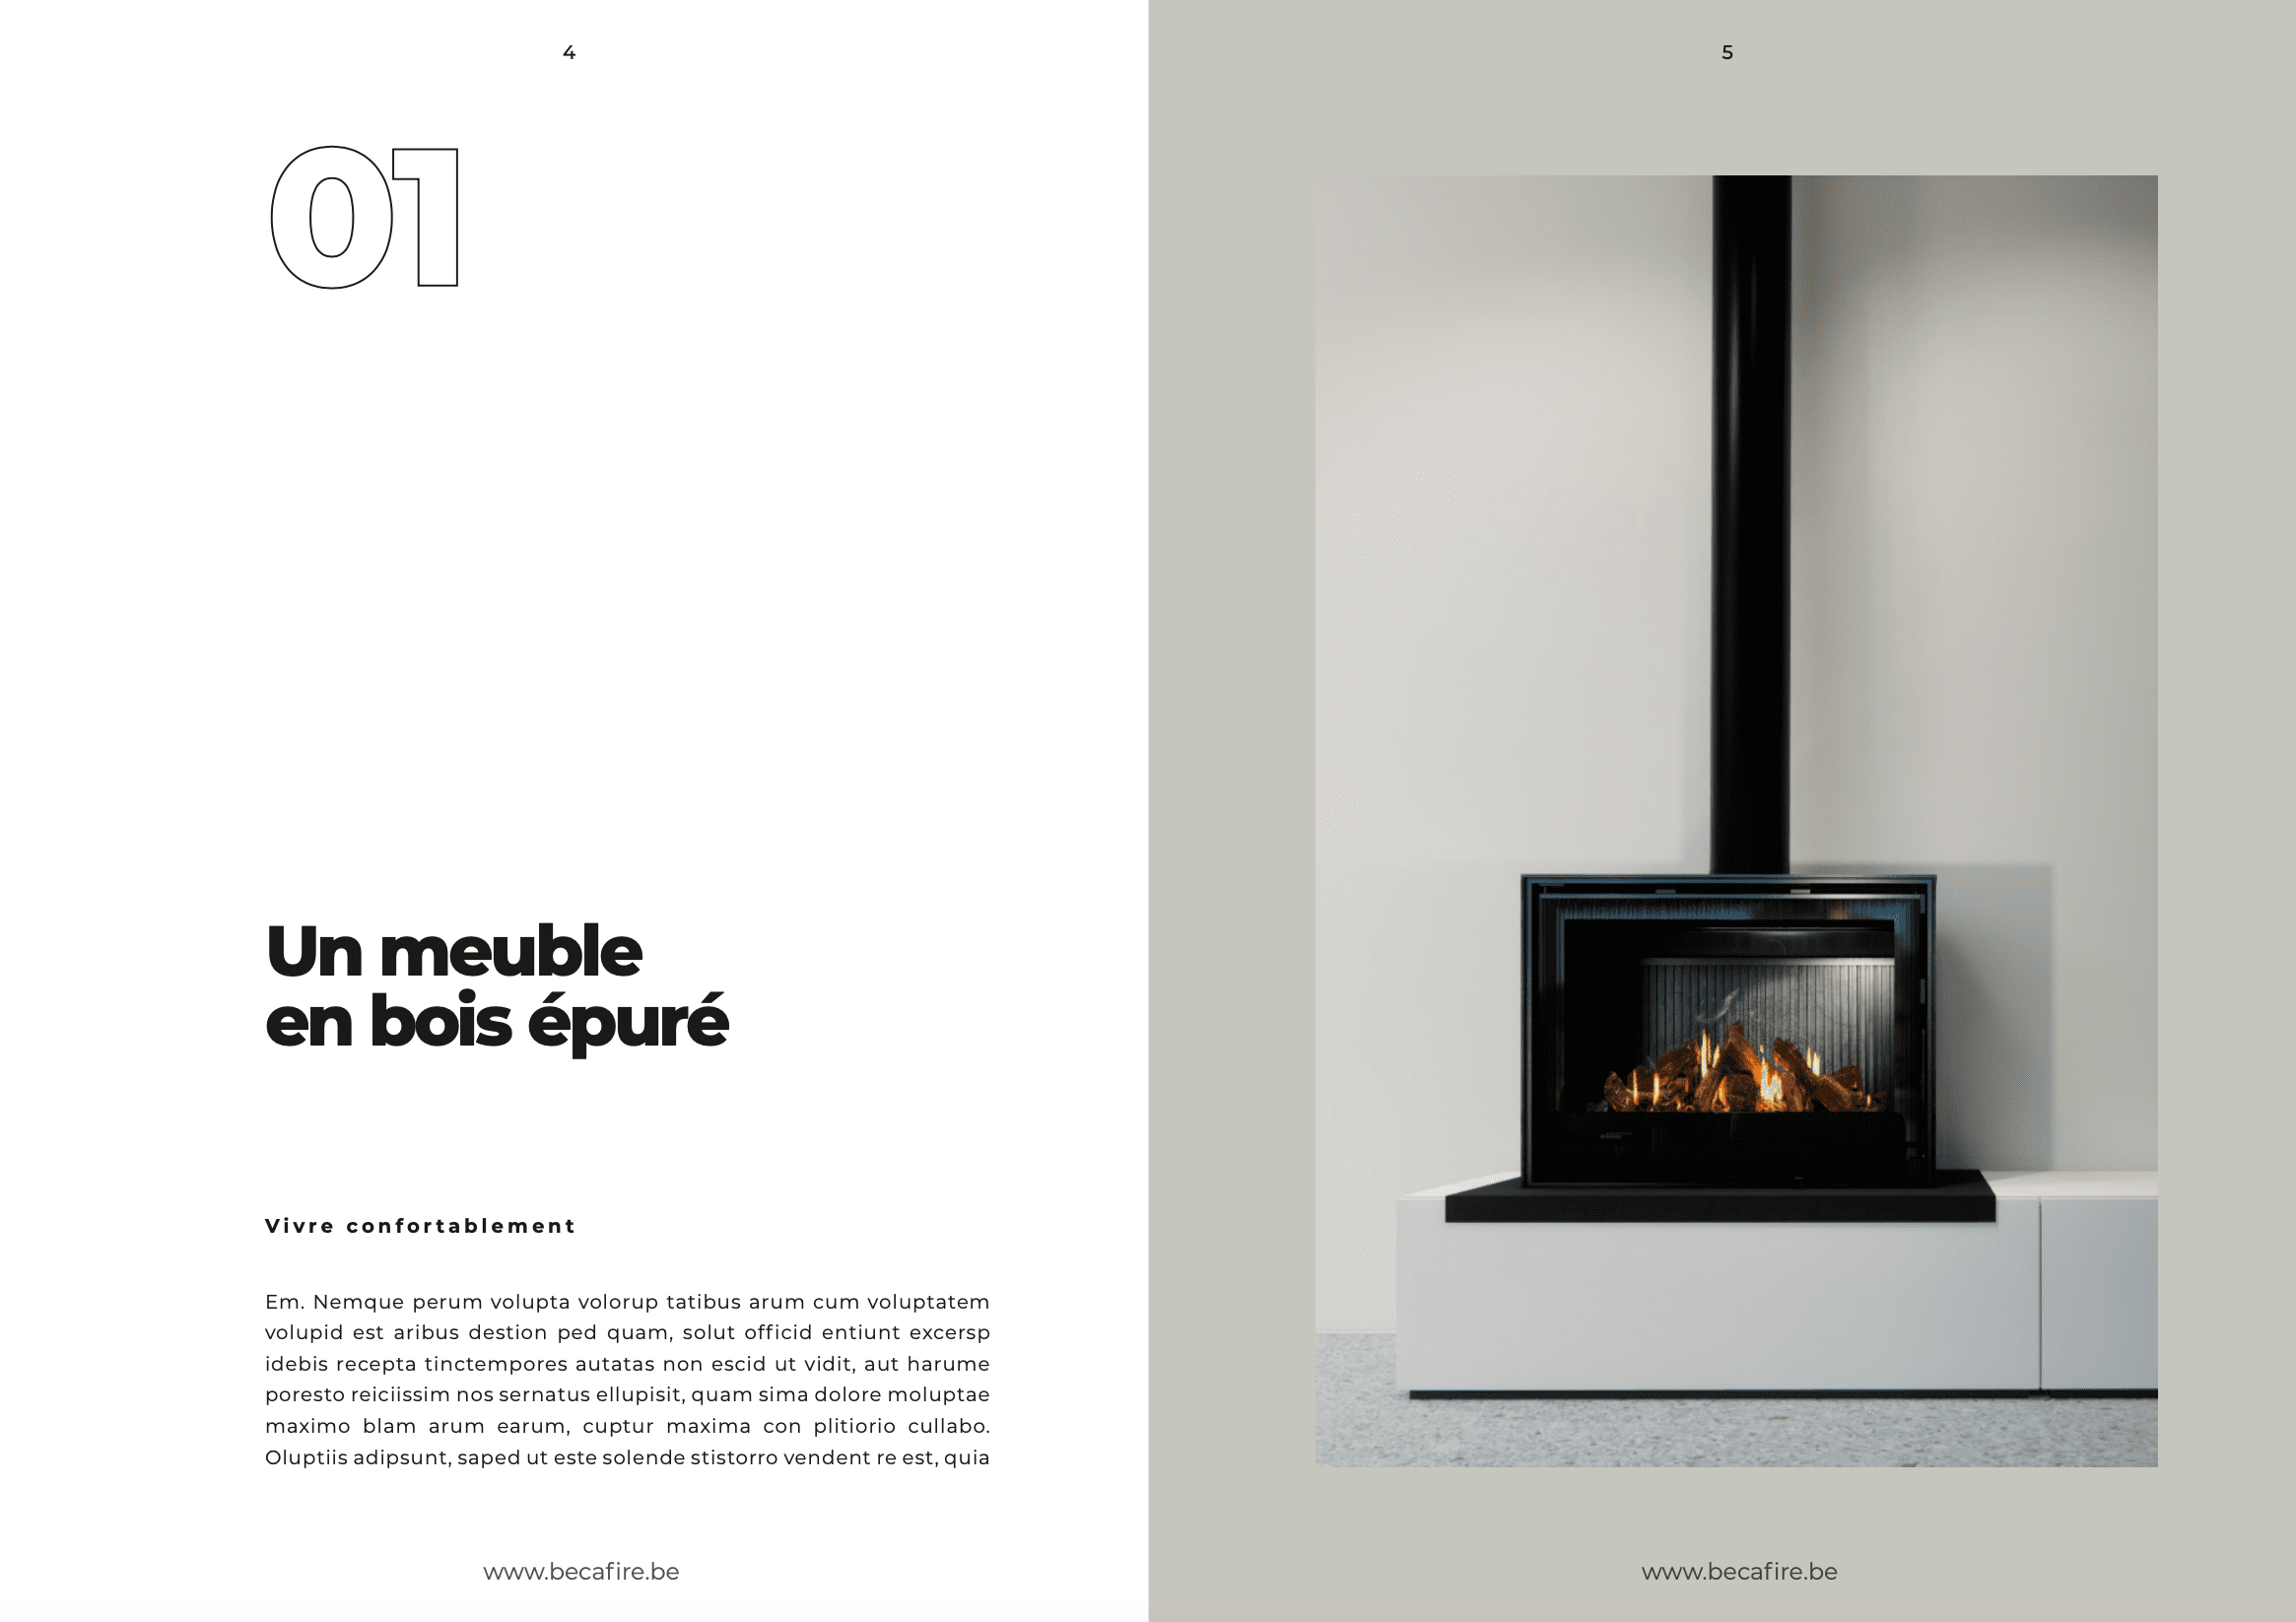 4
01
Un meuble
en bois épuré
Vivre confortablement
Em. Nemque perum volupta volorup tatibus arum cum voluptatem
volupid est aribus destion ped quam, solut officid entiunt excersp
idebis recepta tinctempores autatas non escid ut vidit, aut harume
poresto reiciissim nos sernatus ellupisit, quam sima dolore moluptae
maximo blam arum earum, cuptur maxima con plitiorio cullabo.
Oluptiis adipsunt, saped ut este solende stistorro vendent re est, quia
www.becafire.be
5
www.becafire.be